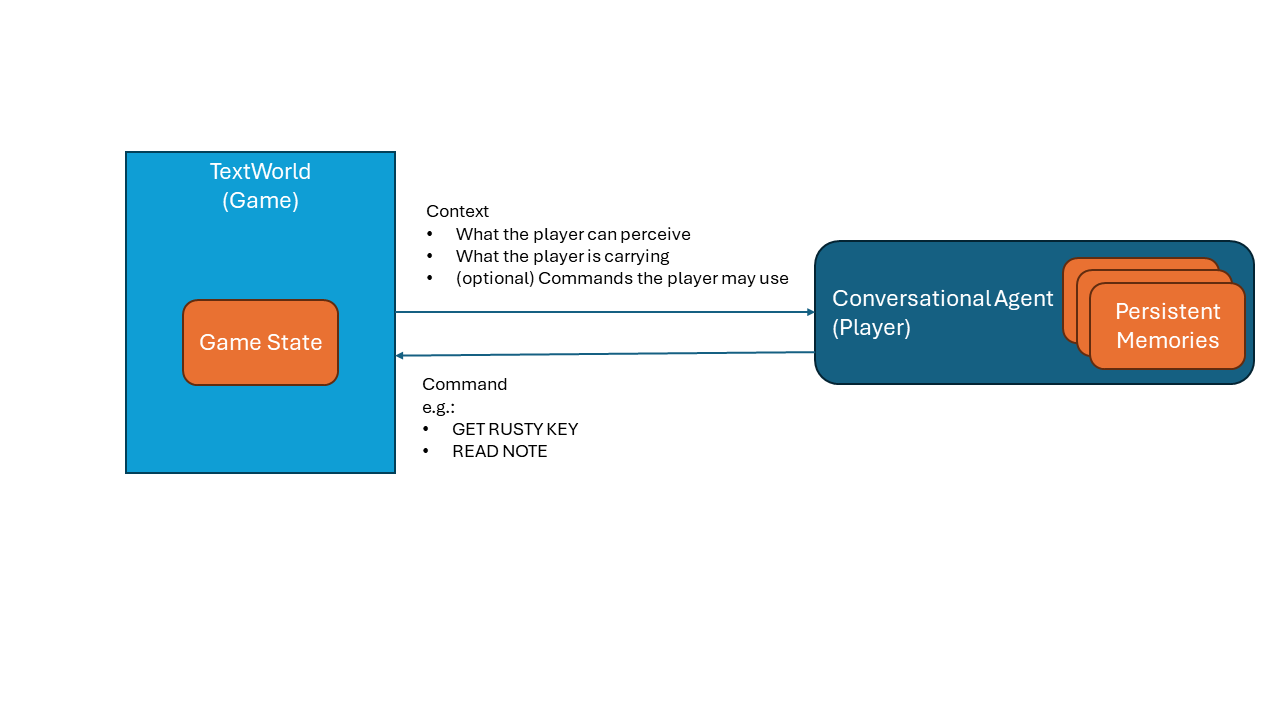 TextWorld
(Game)
Game State
Context
• What the player can perceive
• What the player is carrying
• (optional) Commands the player may use
Command
e.g.:
• GET RUSTY KEY
• READ NOTE
Conversational Agent
(Player)
Persistent
Memories